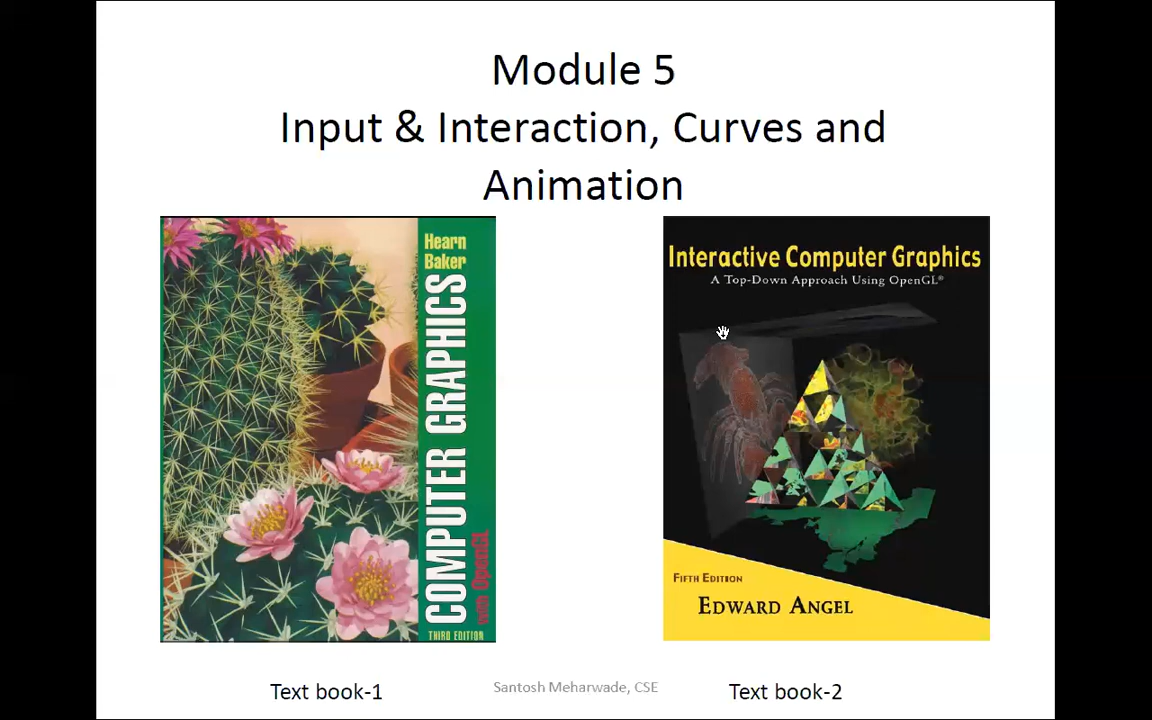 Module 5
Input & Interaction, Curves and
Animation
Hearn
Baker
COMPUTER GRAPHICS
with OpenGL
THIRD EDITION
Interactive Computer Graphics
A Top-Down Approach Using OpenGL®
FIFTH EDITION
EDWARD ANGEL
Text book-1
Santosh Meharwade, CSE
Text book-2